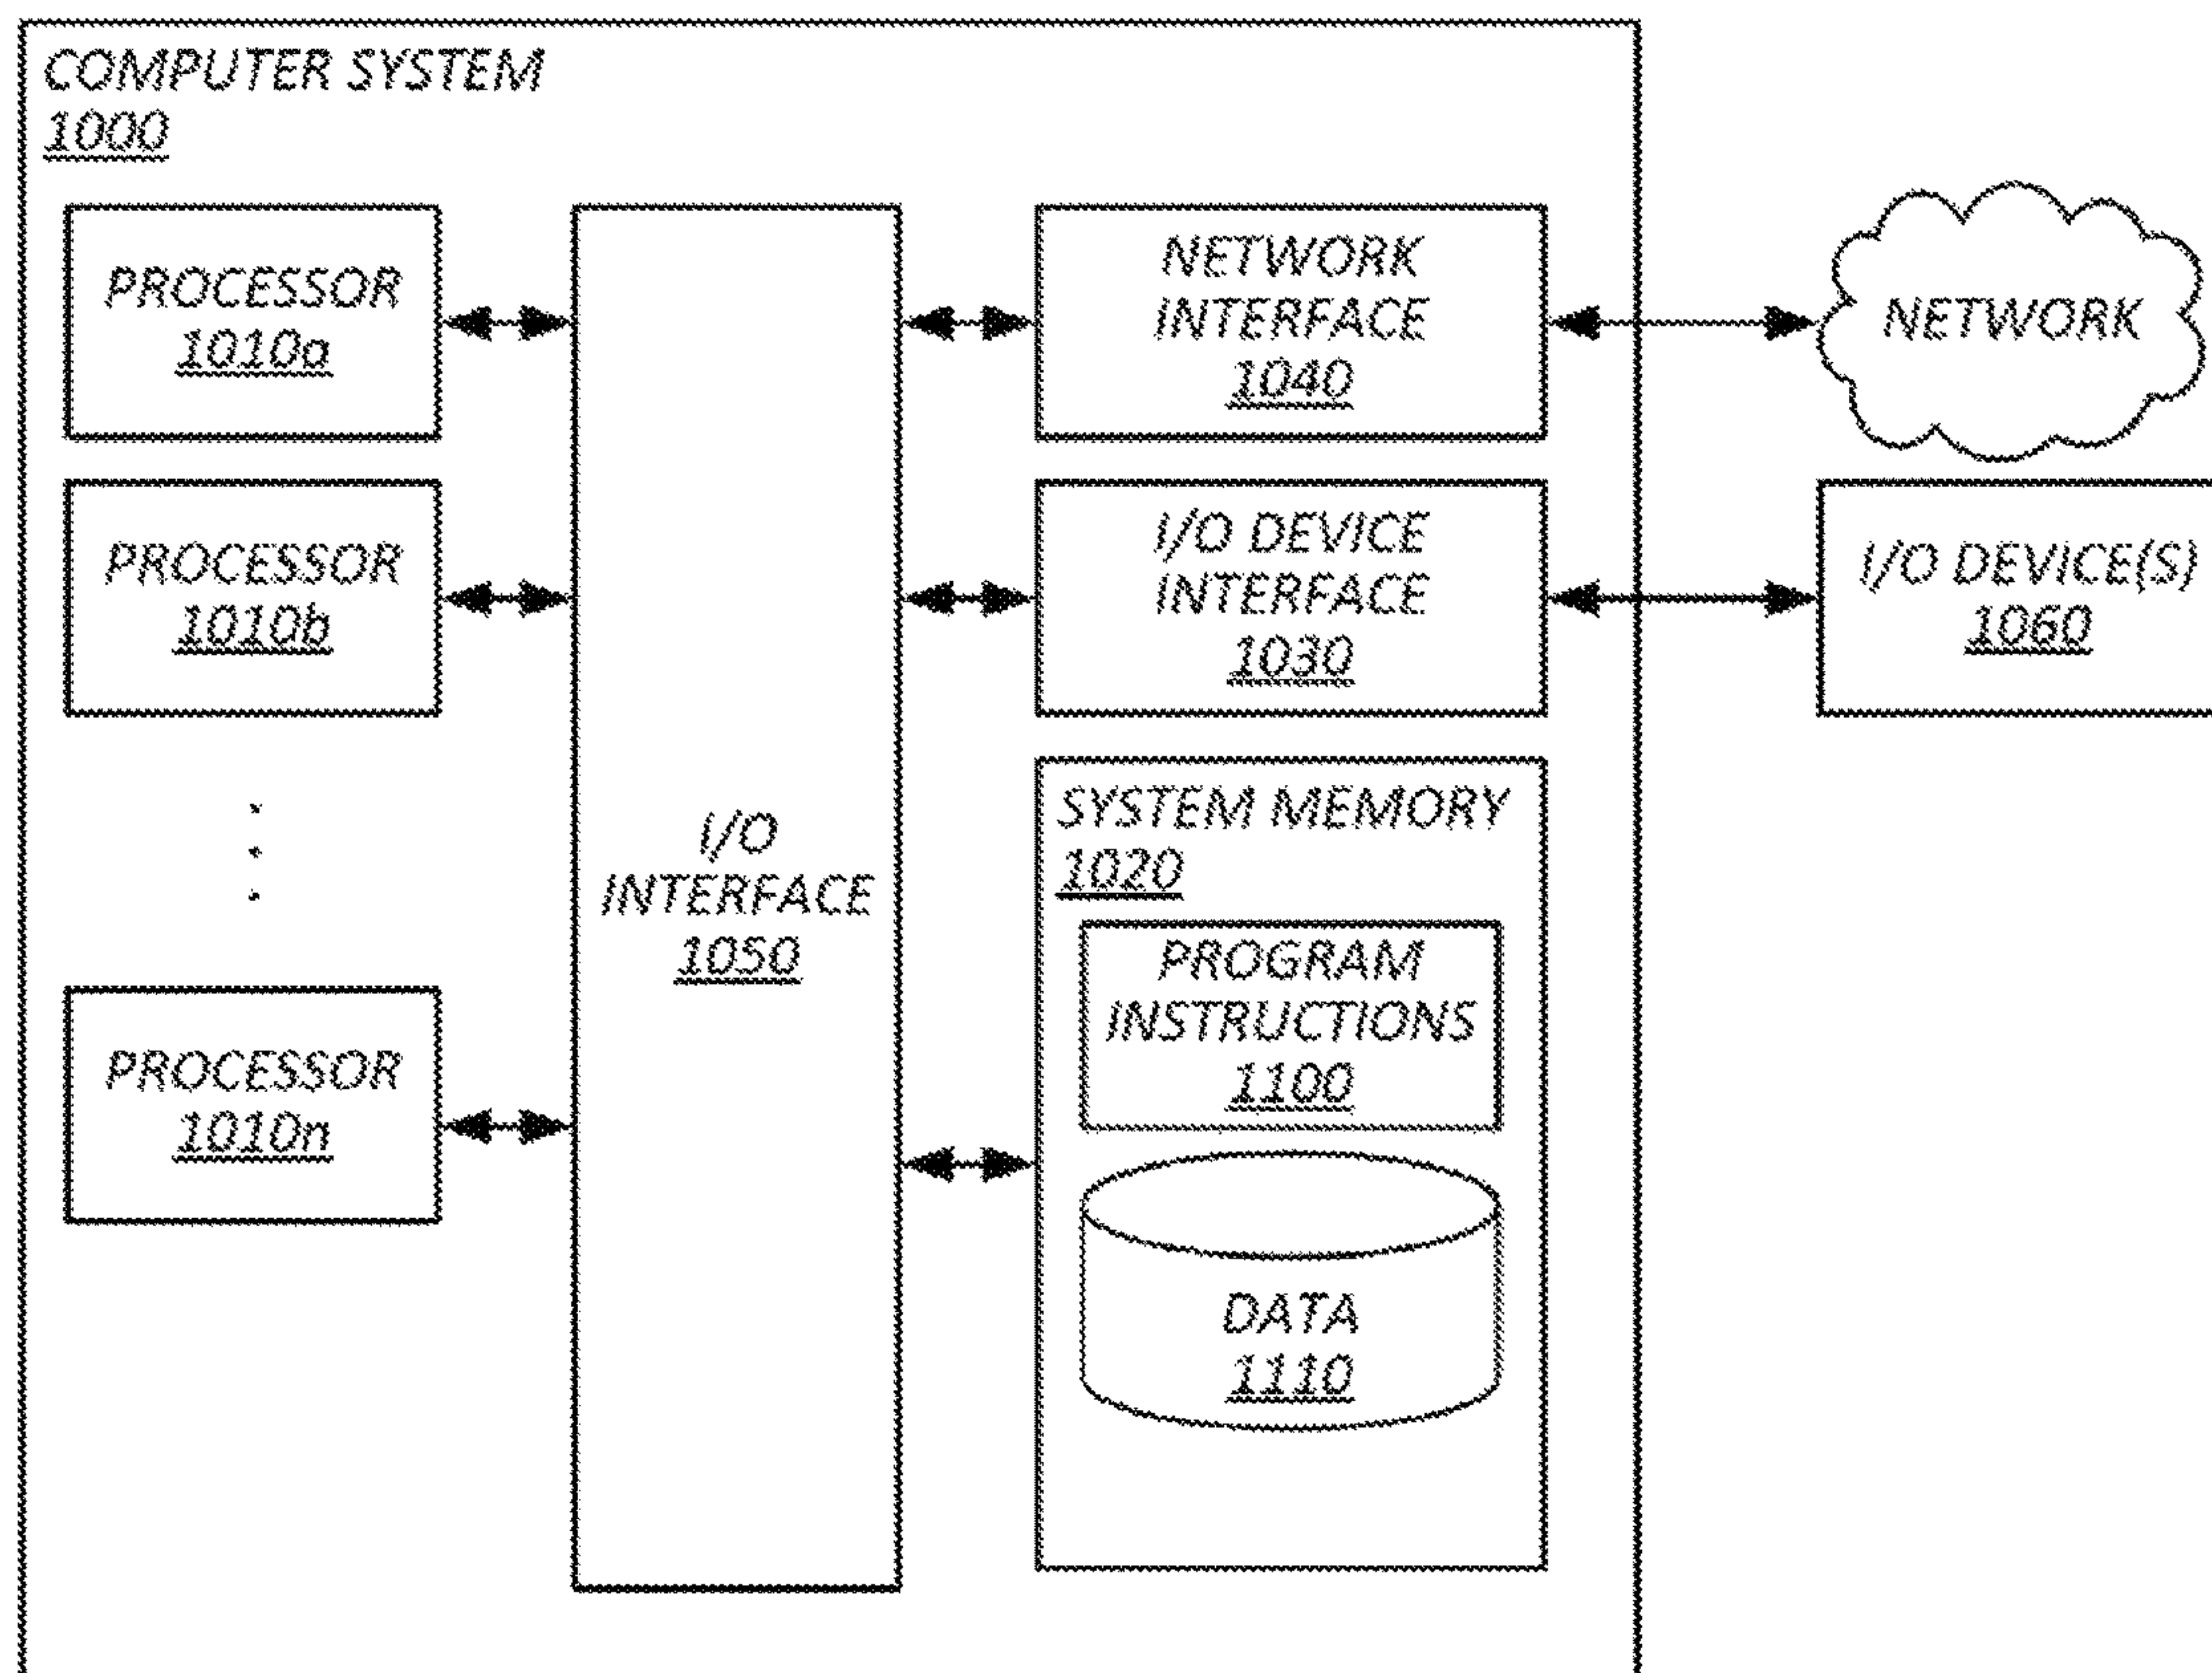 COMPUTER SYSTEM
1000
PROCESSOR
1010a
PROCESSOR
1010b
PROCESSOR
1010n
I/O
INTERFACE
1050
NETWORK
INTERFACE
1040
I/O DEVICE
INTERFACE
1030
SYSTEM MEMORY
1020
PROGRAM
INSTRUCTIONS
1100
DATA
1110
NETWORK
I/O DEVICE(S)
1060